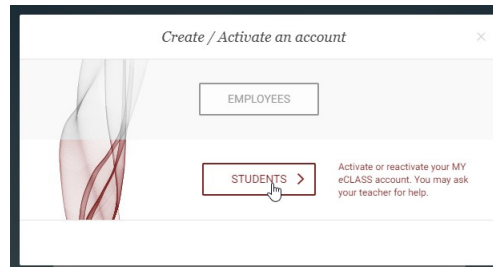 Create / Activate an account
EMPLOYEES
STUDENTS
Activate or reactivate your MY
eCLASS account. You may ask
your teacher for help.